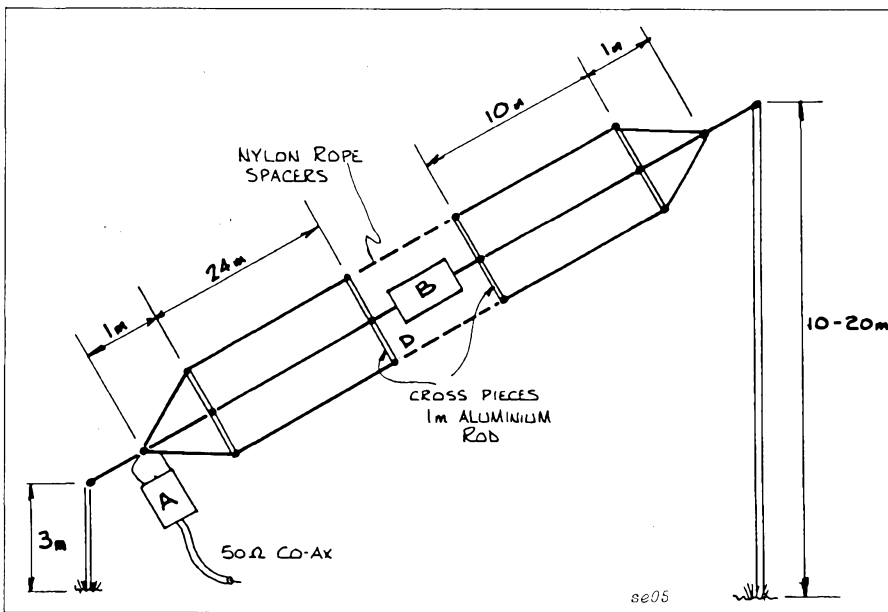 1m
10m
NYLON ROPE
SPACERS
24m
1m
B
10-20m
D
CROSS PIECES
1m ALUMINIUM
ROD
A
3m
50Ω CO-AX
se05